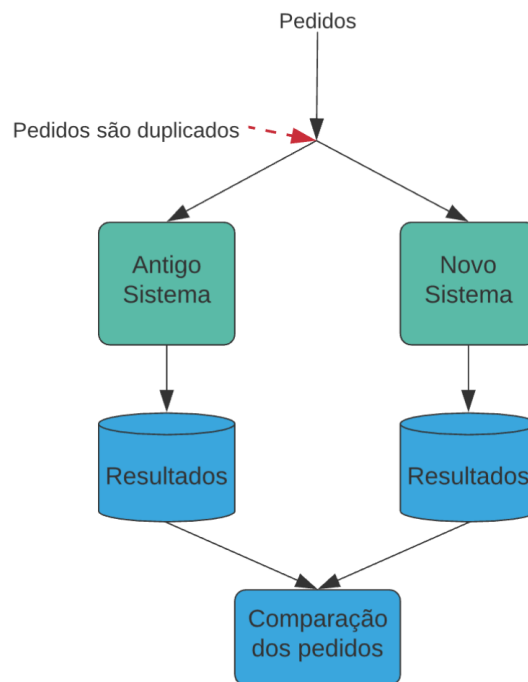 Pedidos
Pedidos são duplicados
Antigo
Sistema
Novo
Sistema
Resultados
Resultados
Comparação
dos pedidos